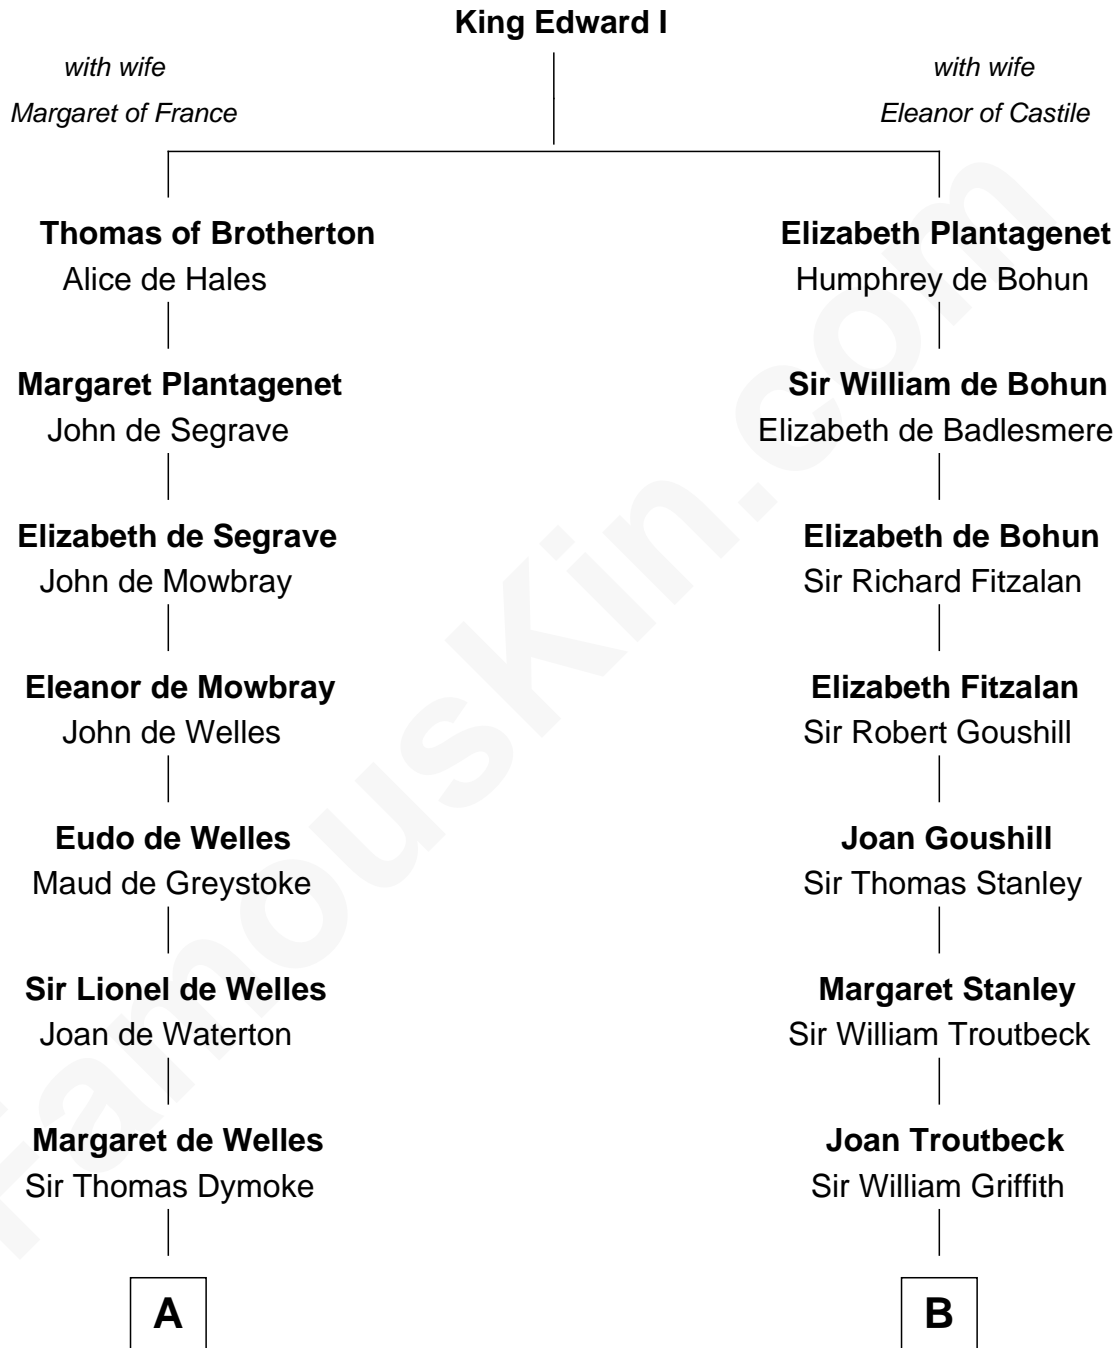 King Edward I
with wife
Margaret of France
with wife
Eleanor of Castile
Thomas of Brotherton
Alice de Hales
Elizabeth Plantagenet
Humphrey de Bohun
Margaret Plantagenet
John de Segrave
Sir William de Bohun
Elizabeth de Badlesmere
Elizabeth de Segrave
John de Mowbray
Elizabeth de Bohun
Sir Richard Fitzalan
Eleanor de Mowbray
John de Welles
Elizabeth Fitzalan
Sir Robert Goushill
Eudo de Welles
Maud de Greystoke
Joan Goushill
Sir Thomas Stanley
Sir Lionel de Welles
Joan de Waterton
Margaret Stanley
Sir William Troutbeck
Margaret de Welles
Sir Thomas Dymoke
Joan Troutbeck
Sir William Griffith
A
B
FamousKin.com